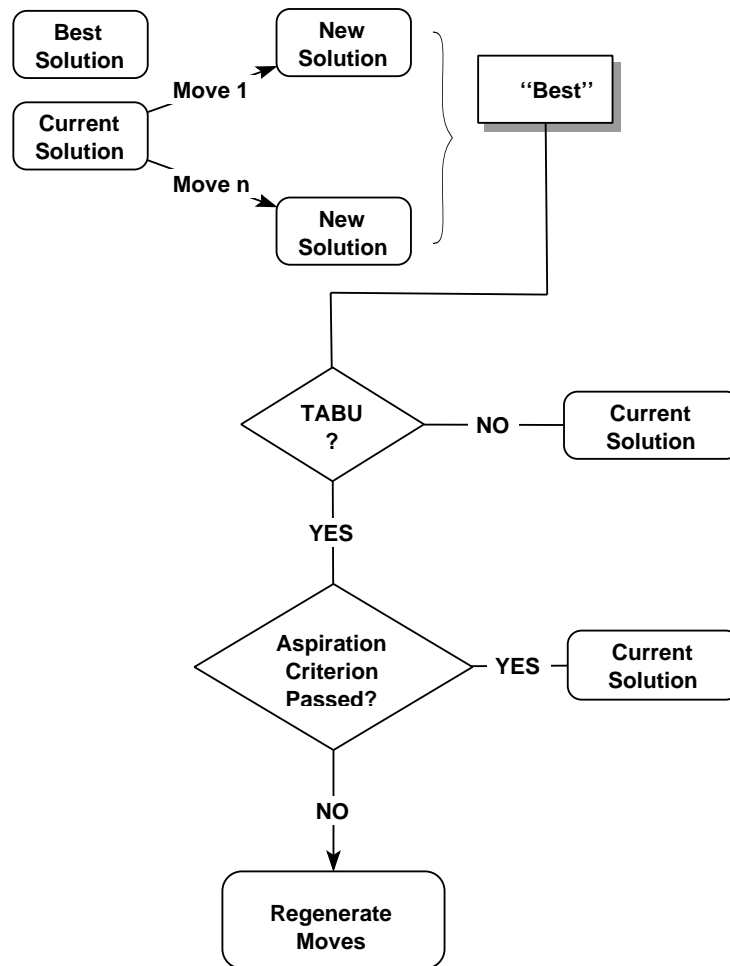 Best
Solution
New
Solution
Move 1
Current
Solution
Move n
New
Solution
“Best”
TABU
?
NO
Current
Solution
YES
Aspiration
Criterion
Passed?
YES
Current
Solution
NO
Regenerate
Moves